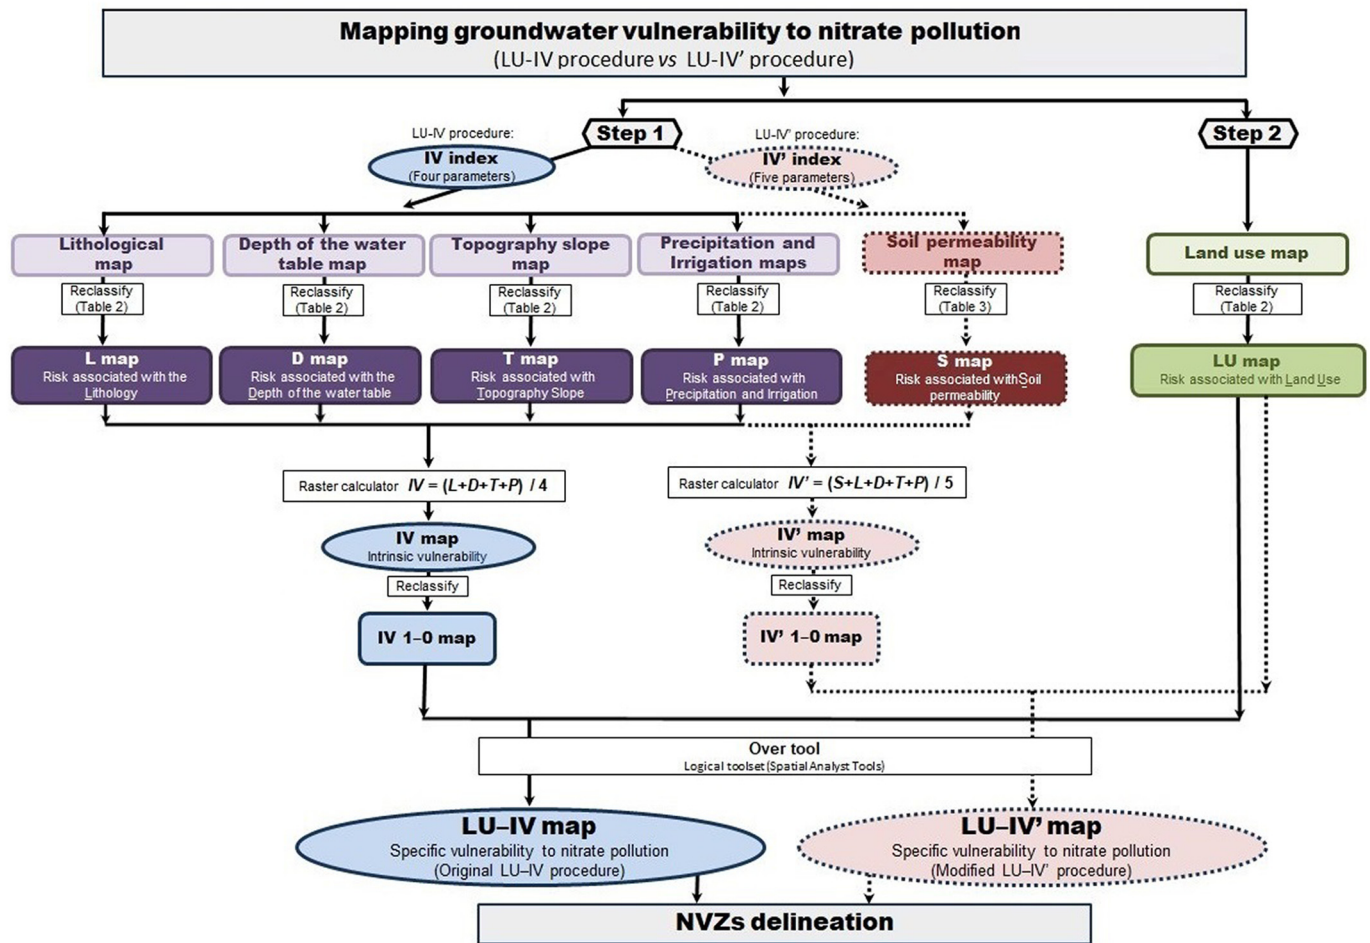 Mapping groundwater vulnerability to nitrate pollution
(LU-IV procedure vs LU-IV’ procedure)
Step 1
Step 2
LU-IV procedure:
IV index
(Four parameters)
LU-IV’ procedure:
IV’ index
(Five parameters)
Lithological
map
Depth of the water
table map
Topography slope
map
Precipitation and
Irrigation maps
Soil permeability
map
Land use map
Reclassify
(Table 2)
Reclassify
(Table 2)
Reclassify
(Table 2)
Reclassify
(Table 2)
Reclassify
(Table 3)
Reclassify
(Table 2)
L map
Risk associated with the
Lithology
D map
Risk associated with the
Depth of the water table
T map
Risk associated with
Topography Slope
P map
Risk associated with
Precipitation and Irrigation
S map
Risk associated withSoil
permeability
LU map
Risk associated with Land Use
Raster calculator IV = (L+D+T+P) / 4
Raster calculator IV’ = (S+L+D+T+P) / 5
IV map
Intrinsic vulnerability
IV’ map
Intrinsic vulnerability
Reclassify
Reclassify
IV 1–0 map
IV’ 1–0 map
Over tool
Logical toolset (Spatial Analyst Tools)
LU–IV map
Specific vulnerability to nitrate pollution
(Original LU–IV procedure)
LU–IV’ map
Specific vulnerability to nitrate pollution
(Modified LU–IV’ procedure)
NVZs delineation